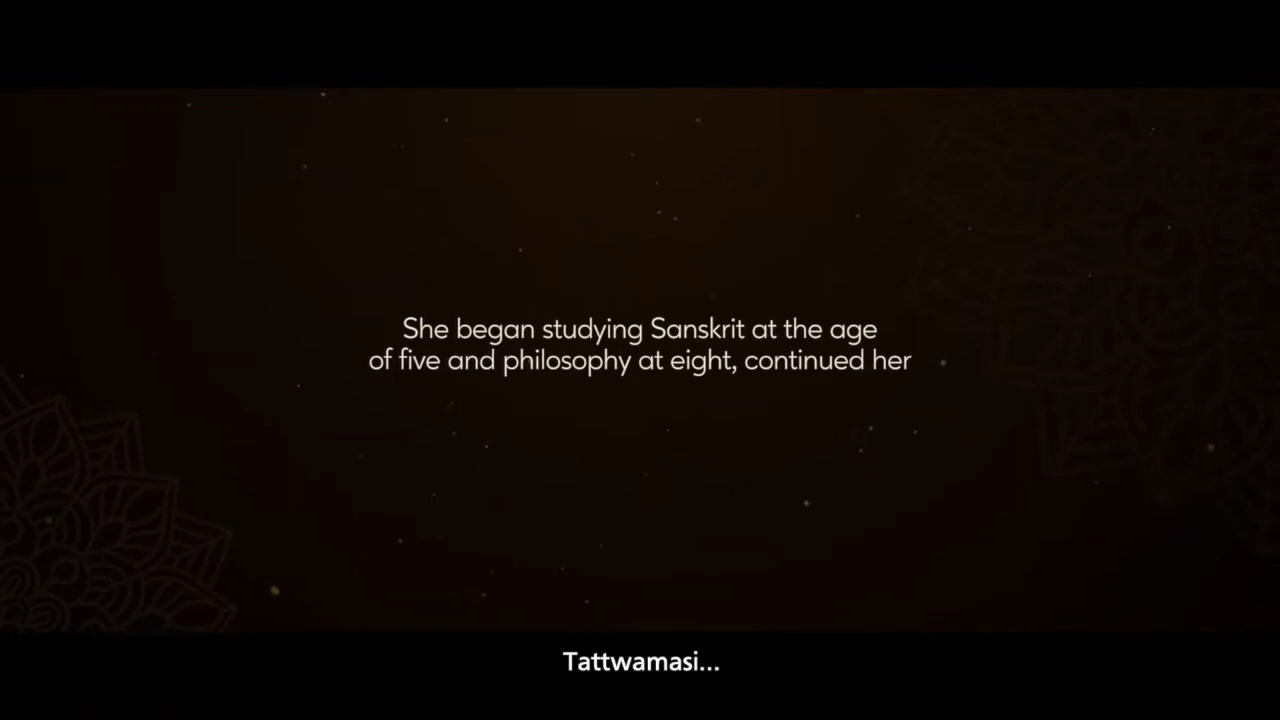 She began studying Sanskrit at the age
of five and philosophy at eight, continued her
Tattwamasi...